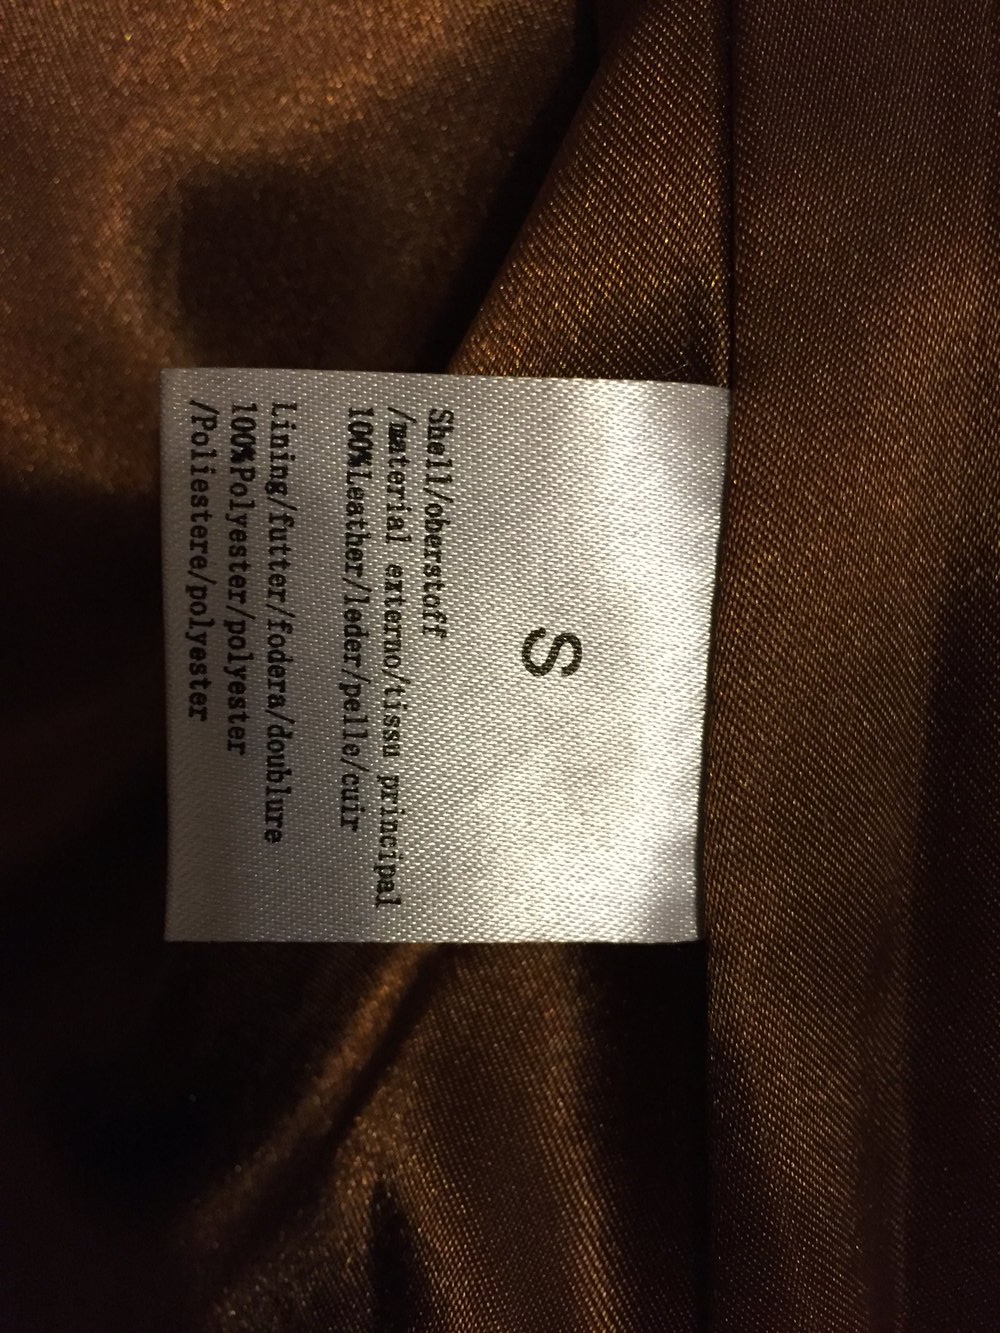 S
Shell/oberstoff
/material externo/tissu principal
100%Leather/leder/pelle/cuir
Lining/futter/fodera/doublure
100%Polyester/polyester
/Poliestere/polyester